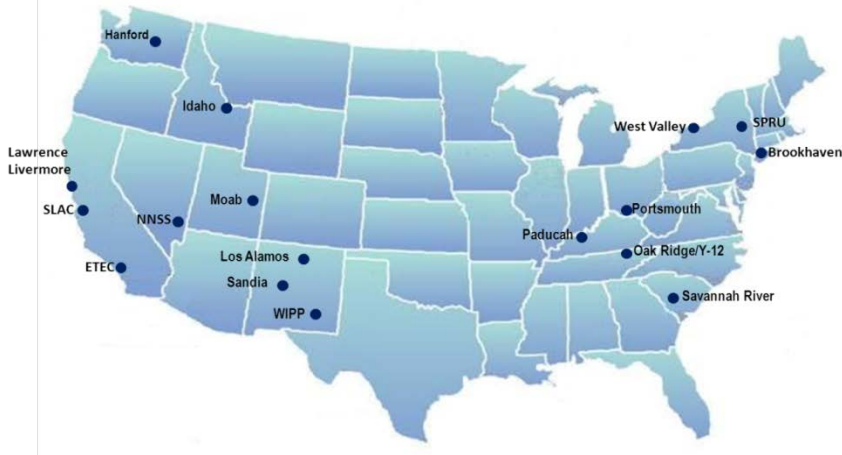 Hanford
Idaho
West Valley
SPRU
Brookhaven
Lawrence
Livermore
SLAC
NNSS
Moab
Portsmouth
Paducah
Oak Ridge/Y-12
Los Alamos
ETEC
Sandia
Savannah River
WIPP